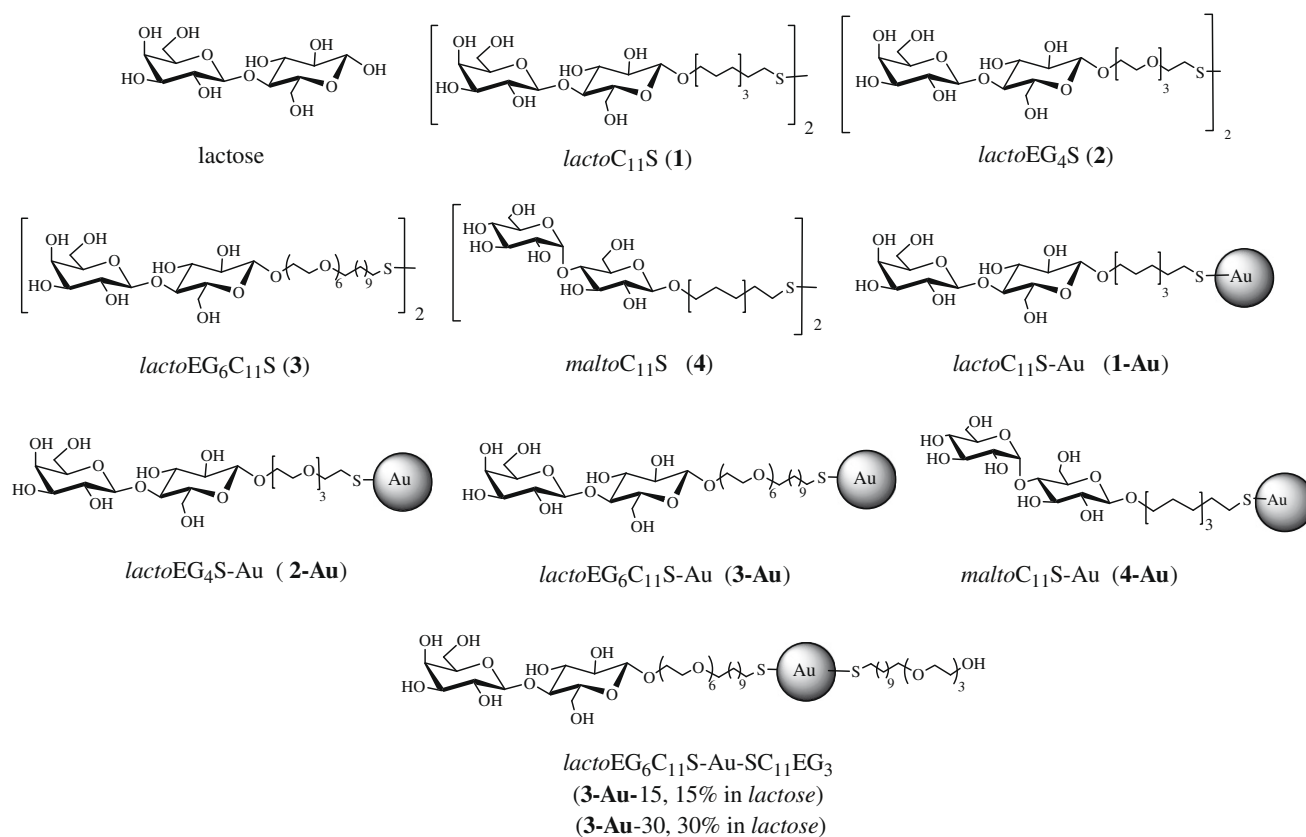 lactose
lactoC₁₁S (1)
lactoEG₄S (2)
lactoEG₆C₁₁S (3)
maltoC₁₁S (4)
lactoC₁₁S-Au (1-Au)
lactoEG₄S-Au ( 2-Au)
lactoEG₆C₁₁S-Au (3-Au)
maltoC₁₁S-Au (4-Au)
lactoEG₆C₁₁S-Au-SC₁₁EG₃
(3-Au-15, 15% in lactose)
(3-Au-30, 30% in lactose)